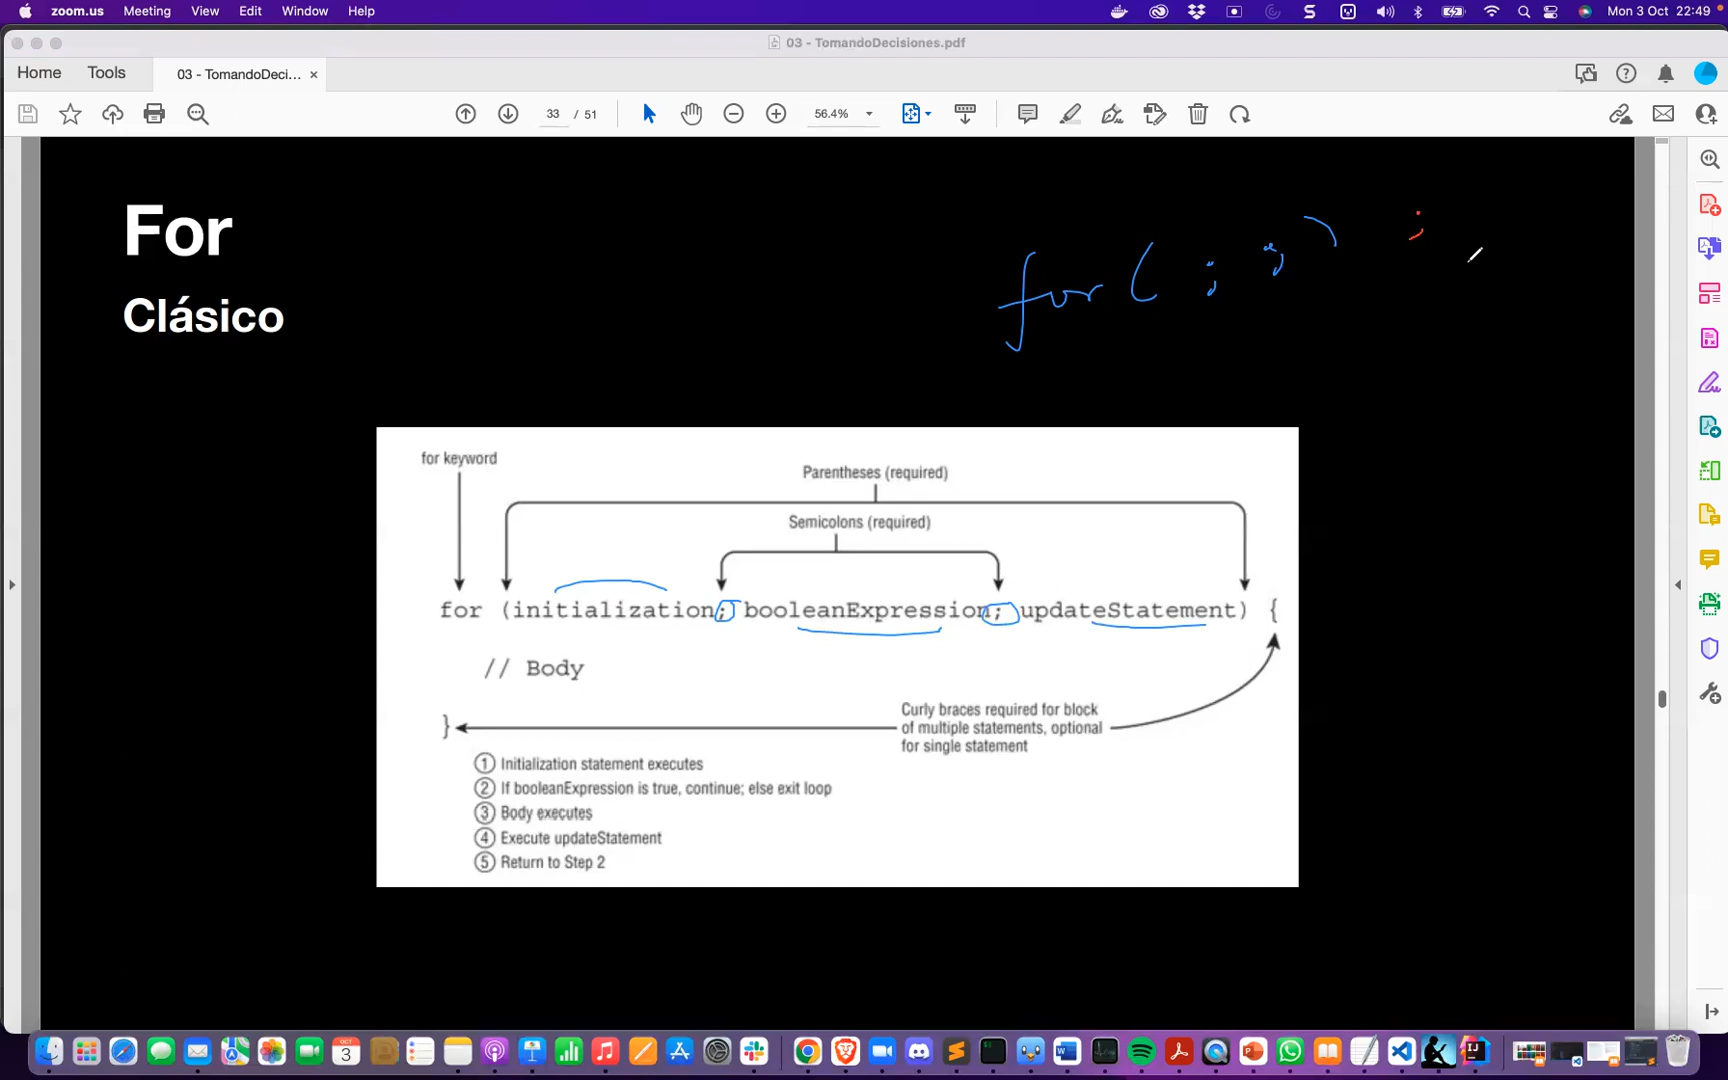 zoom.us Meeting View Edit Window Help Mon 3 Oct 22:49
03 - TomandoDecisiones.pdf
Home Tools 03 - TomandoDeci... ×
33 / 51 56.4%
For
Clásico
for ( ; ; ) ;
for keyword
Parentheses (required)
Semicolons (required)
for (initialization; booleanExpression; updateStatement) {
// Body
Curly braces required for block
of multiple statements, optional
for single statement
}
1 Initialization statement executes
2 If booleanExpression is true, continue; else exit loop
3 Body executes
4 Execute updateStatement
5 Return to Step 2
OCT
3